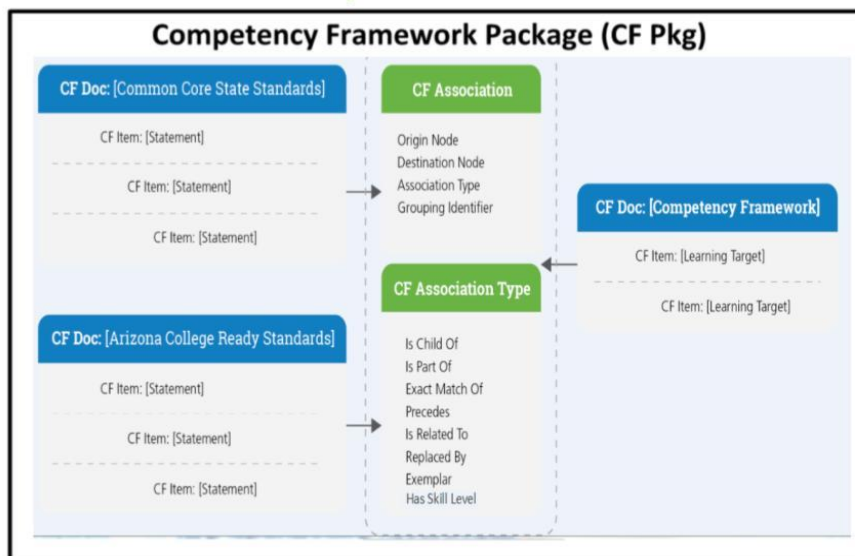 Competency Framework Package (CF Pkg)
CF Doc: [Common Core State Standards]
CF Item: [Statement]
CF Item: [Statement]
CF Item: [Statement]
CF Doc: [Arizona College Ready Standards]
CF Item: [Statement]
CF Item: [Statement]
CF Item: [Statement]
CF Association
Origin Node
Destination Node
Association Type
Grouping Identifier
CF Association Type
Is Child Of
Is Part Of
Exact Match Of
Precedes
Is Related To
Replaced By
Exemplar
Has Skill Level
CF Doc: [Competency Framework]
CF Item: [Learning Target]
CF Item: [Learning Target]